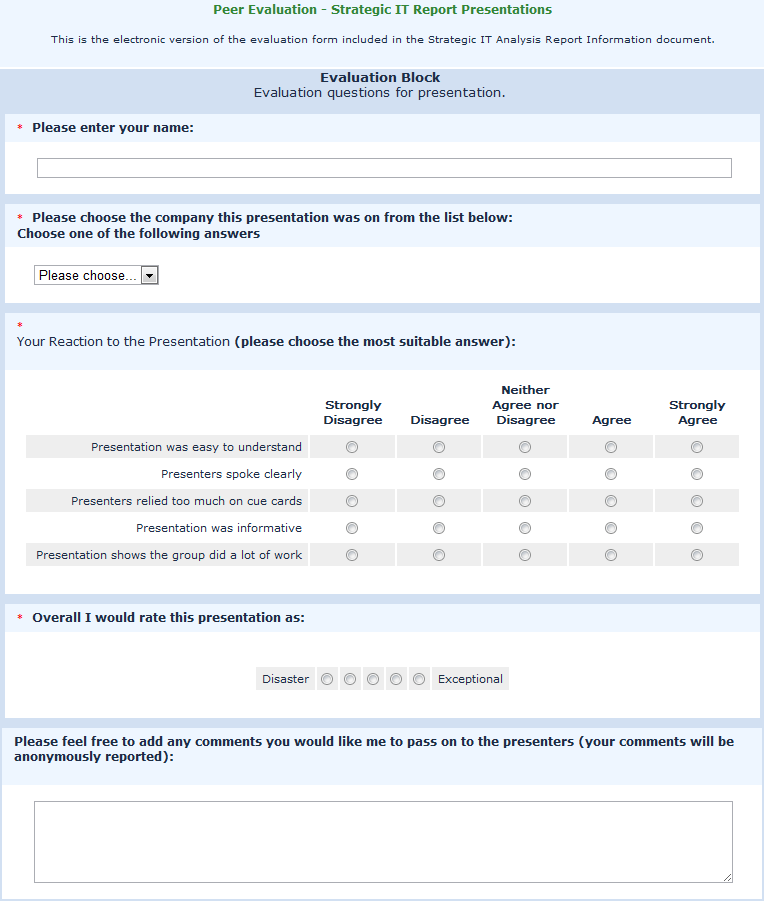 Peer Evaluation - Strategic IT Report Presentations
This is the electronic version of the evaluation form included in the Strategic IT Analysis Report Information document.
Evaluation Block
Evaluation questions for presentation.
* Please enter your name:
* Please choose the company this presentation was on from the list below:
Choose one of the following answers
Please choose...
*
Your Reaction to the Presentation (please choose the most suitable answer):
Strongly Disagree Disagree Neither Agree nor Disagree Agree Strongly Agree
Presentation was easy to understand
Presenters spoke clearly
Presenters relied too much on cue cards
Presentation was informative
Presentation shows the group did a lot of work
* Overall I would rate this presentation as:
Disaster Exceptional
Please feel free to add any comments you would like me to pass on to the presenters (your comments will be
anonymously reported):